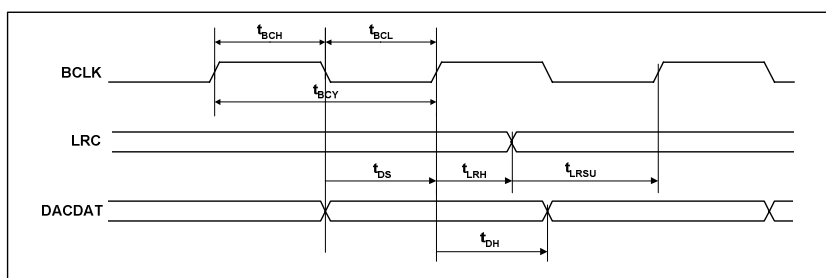 tBCH tBCL
BCLK
tBCY
LRC
tDS tLRH tLRSU
DACDAT
tDH